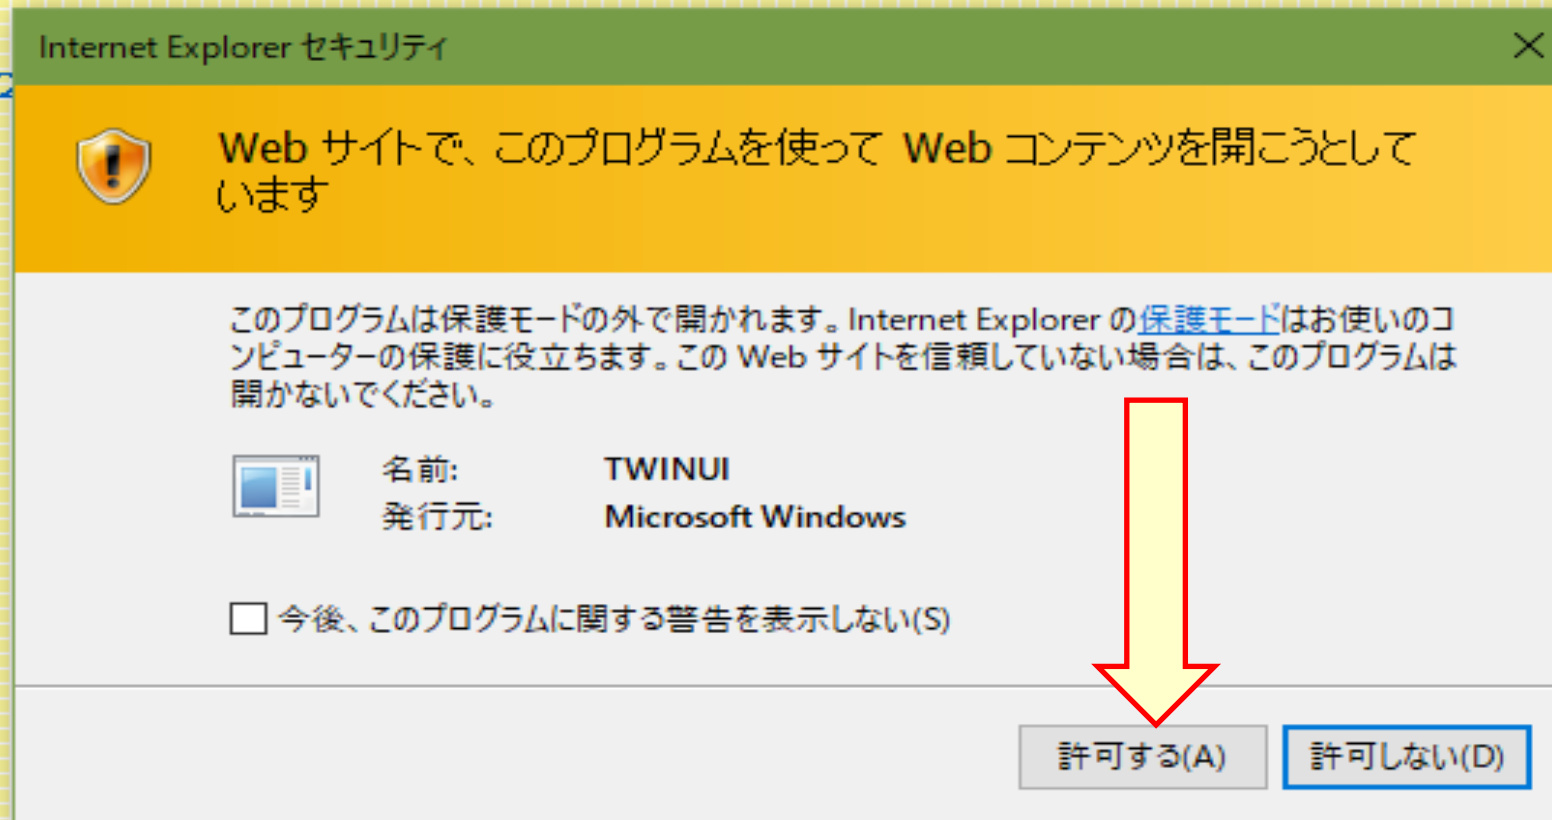 Internet Explorer セキュリティ
Web サイトで、このプログラムを使って Web コンテンツを開こうとして
います
このプログラムは保護モードの外で開かれます。Internet Explorer の保護モードはお使いのコ
ンピューターの保護に役立ちます。この Web サイトを信頼していない場合は、このプログラムは
開かないでください。
名前: TWINUI
発行元: Microsoft Windows
今後、このプログラムに関する警告を表示しない(S)
許可する(A) 許可しない(D)